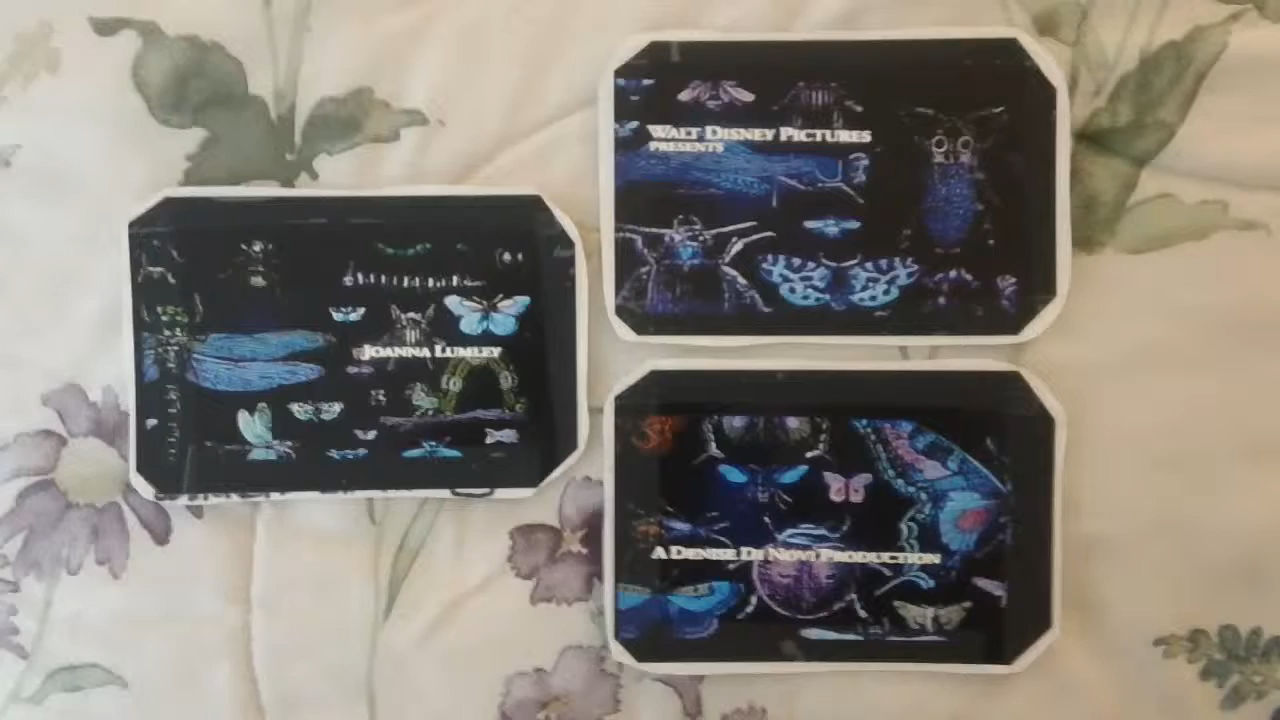 Joanna Lumley
Walt Disney Pictures
presents
A Denise Di Novi Production